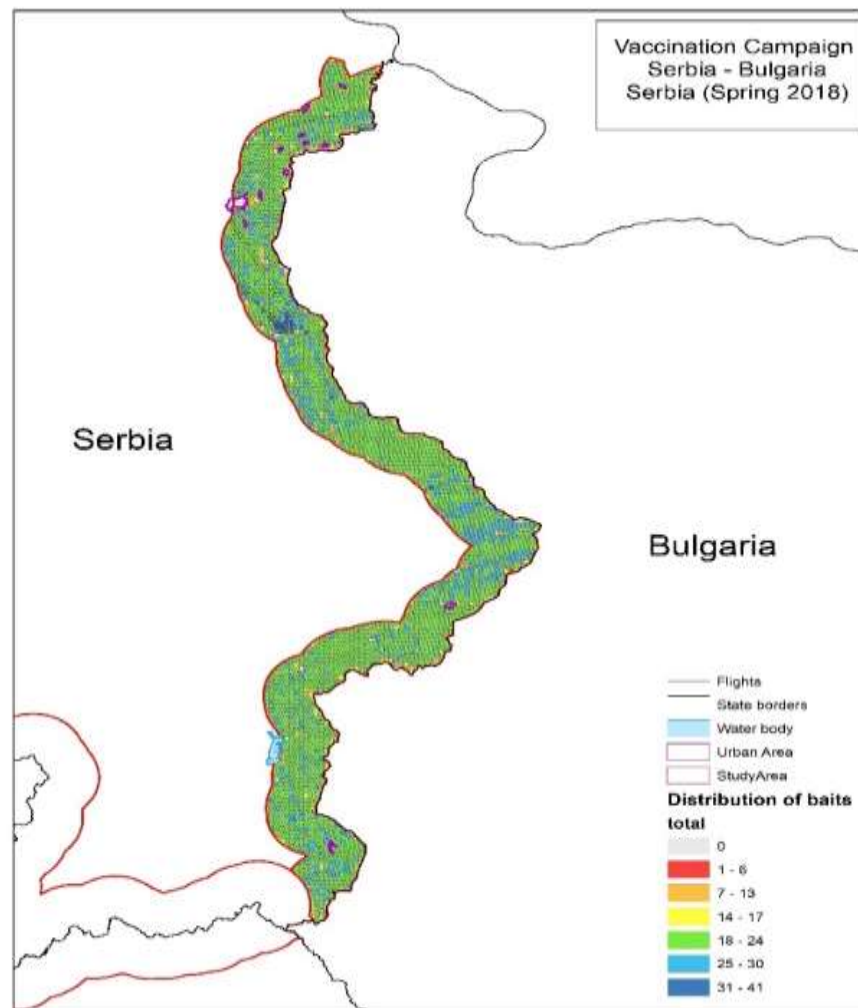 Vaccination Campaign
Serbia - Bulgaria
Serbia (Spring 2018)
Serbia
Bulgaria
Flights
State borders
Water body
Urban Area
StudyArea
Distribution of baits
total
0
1 - 6
7 - 13
14 - 17
18 - 24
25 - 30
31 - 41